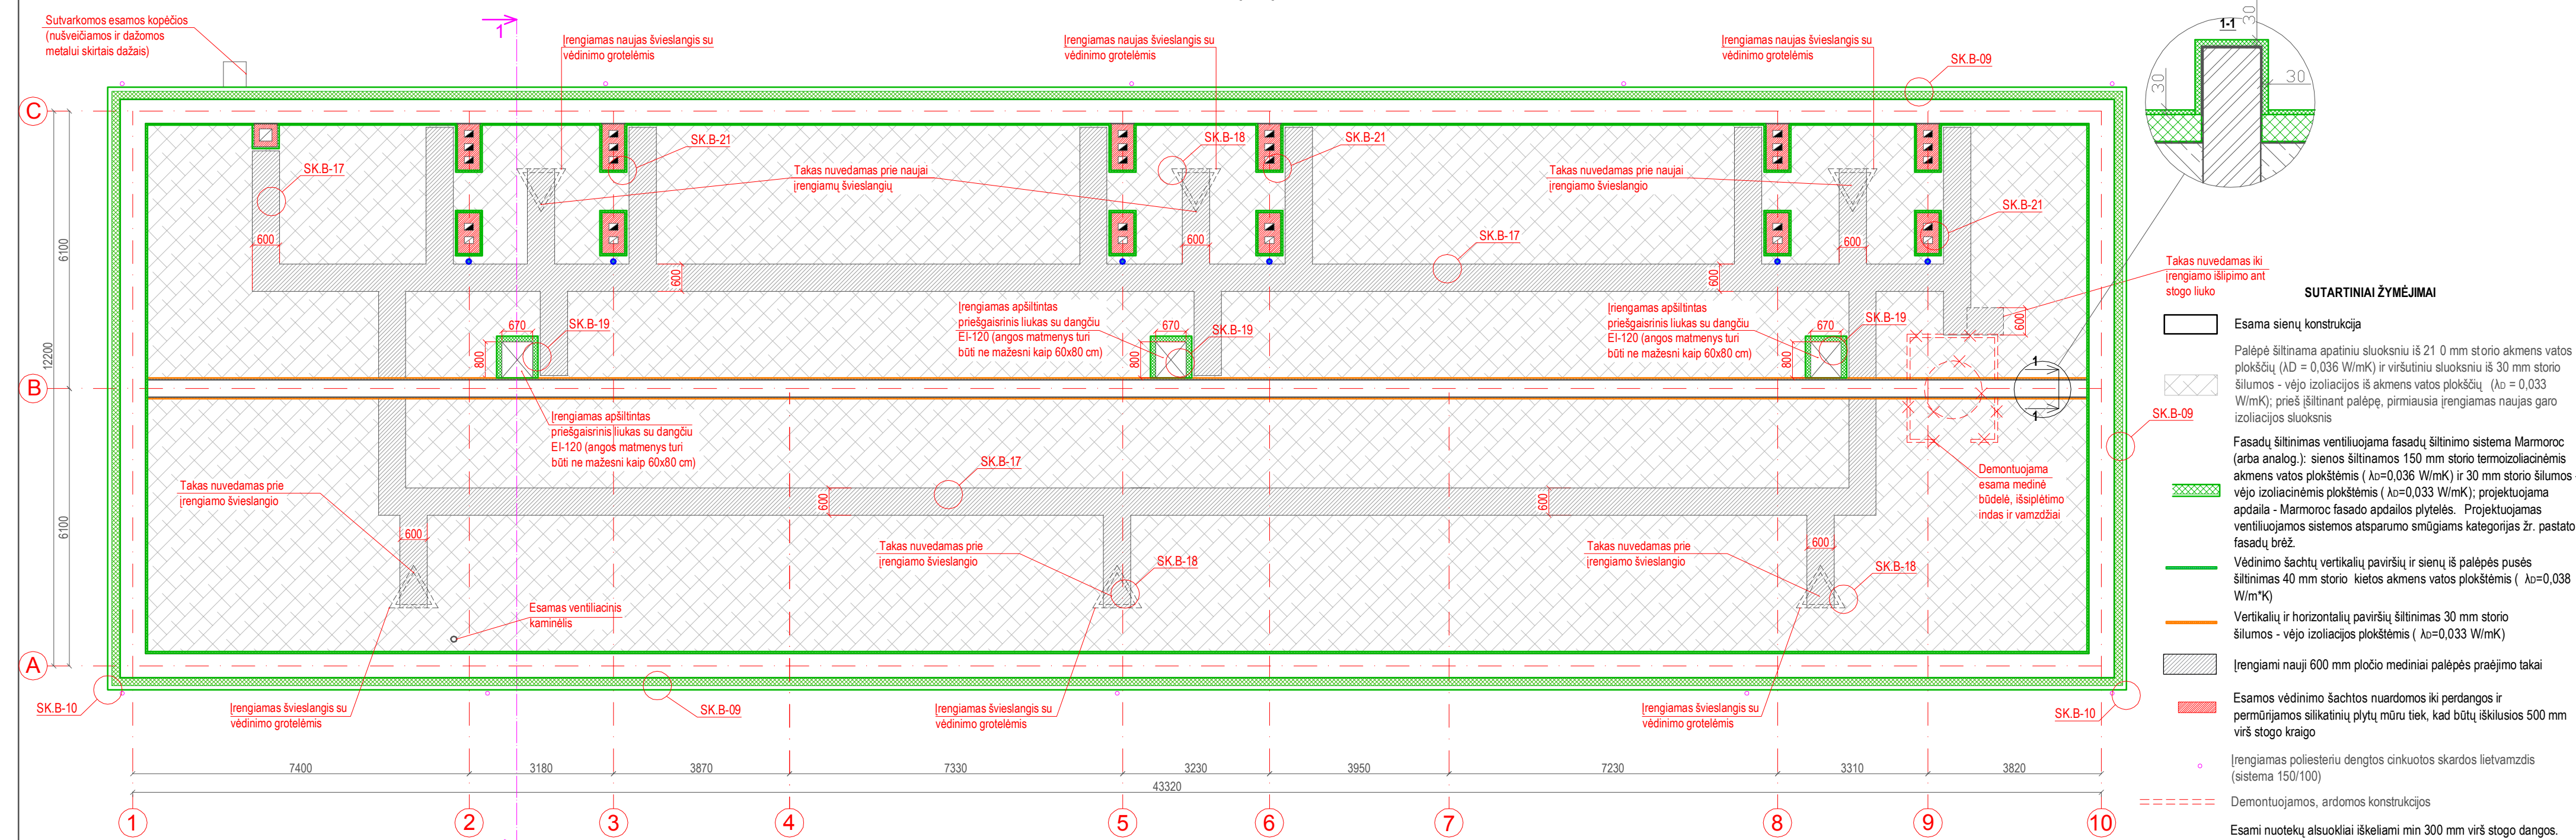 Sutvarkomos esamos kopėčios
(nušveičiamos ir dažomos
metalui skirtais dažais)
1
Įrengiamas naujas švieslangis su
vėdinimo grotelėmis
Įrengiamas naujas švieslangis su
vėdinimo grotelėmis
Įrengiamas naujas švieslangis su
vėdinimo grotelėmis
SK.B-09
1-1
30
30
30
C
SK.B-17
SK.B-21
Takas nuvedamas prie naujai
įrengiamų švieslangių
SK.B-18
SK.B-21
Takas nuvedamas prie naujai
įrengiamo švieslangio
SK.B-21
600
600
600
600
600
600
SK.B-17
6100
12200
6100
Takas nuvedamas iki
įrengiamo išlipimo ant
stogo liuko
600
670
800
SK.B-19
Įrengiamas apšiltintas
priešgaisrinis liukas su dangčiu
EI-120 (angos matmenys turi
būti ne mažesni kaip 60x80 cm)
670
800
SK.B-19
Įriengiamas apšiltintas
priešgaisrinis liukas su dangčiu
EI-120 (angos matmenys turi
būti ne mažesni kaip 60x80 cm)
670
800
SK.B-19
B
1
1
Įrengiamas apšiltintas
priešgaisrinis liukas su dangčiu
EI-120 (angos matmenys turi
būti ne mažesni kaip 60x80 cm)
SK.B-09
Demontuojama
esama medinė
būdelė, išsiplėtimo
indas ir vamzdžiai
SK.B-17
600
600
Takas nuvedamas prie
įrengiamo švieslangio
600
Takas nuvedamas prie
įrengiamo švieslangio
SK.B-18
Takas nuvedamas prie
įrengiamo švieslangio
600
SK.B-18
Esamas ventiliacinis
kaminėlis
A
SK.B-10
Įrengiamas švieslangis su
vėdinimo grotelėmis
SK.B-09
Įrengiamas švieslangis su
vėdinimo grotelėmis
Įrengiamas švieslangis su
vėdinimo grotelėmis
SK.B-10
7400
3180
3870
7330
3230
3950
7230
3310
3820
43320
1
2
3
4
5
6
7
8
9
10
SUTARTINIAI ŽYMĖJIMAI
Esama sienų konstrukcija
Palėpė šiltinama apatiniu sluoksniu iš 21 0 mm storio akmens vatos
plokščių (λD = 0,036 W/mK) ir viršutiniu sluoksniu iš 30 mm storio
šilumos - vėjo izoliacijos iš akmens vatos plokščių (λD = 0,033
W/mK); prieš įšiltinant palėpę, pirmiausia įrengiamas naujas garo
izoliacijos sluoksnis
Fasadų šiltinimas ventiliuojama fasadų šiltinimo sistema Marmoroc
(arba analog.): sienos šiltinamos 150 mm storio termoizoliacinėmis
akmens vatos plokštėmis ( λD=0,036 W/mK) ir 30 mm storio šilumos -
vėjo izoliacinėmis plokštėmis ( λD=0,033 W/mK); projektuojama
apdaila - Marmoroc fasado apdailos plytelės. Projektuojamas
ventiliuojamos sistemos atsparumo smūgiams kategorijas žr. pastato
fasadų brėž.
Vėdinimo šachtų vertikalių paviršių ir sienų iš palėpės pusės
šiltinimas 40 mm storio kietos akmens vatos plokštėmis ( λD=0,038
W/m*K)
Vertikalių ir horizontalių paviršių šiltinimas 30 mm storio
šilumos - vėjo izoliacijos plokštėmis ( λD=0,033 W/mK)
Įrengiami nauji 600 mm pločio mediniai palėpės praėjimo takai
Esamos vėdinimo šachtos nuardomos iki perdangos ir
permūrijamos silikatinių plytų mūru tiek, kad būtų iškilusios 500 mm
virš stogo kraigo
Įrengiamas poliesteriu dengtos cinkuotos skardos lietvamzdis
(sistema 150/100)
Demontuojamos, ardomos konstrukcijos
Esami nuotekų alsuokliai iškeliami min 300 mm virš stogo dangos.